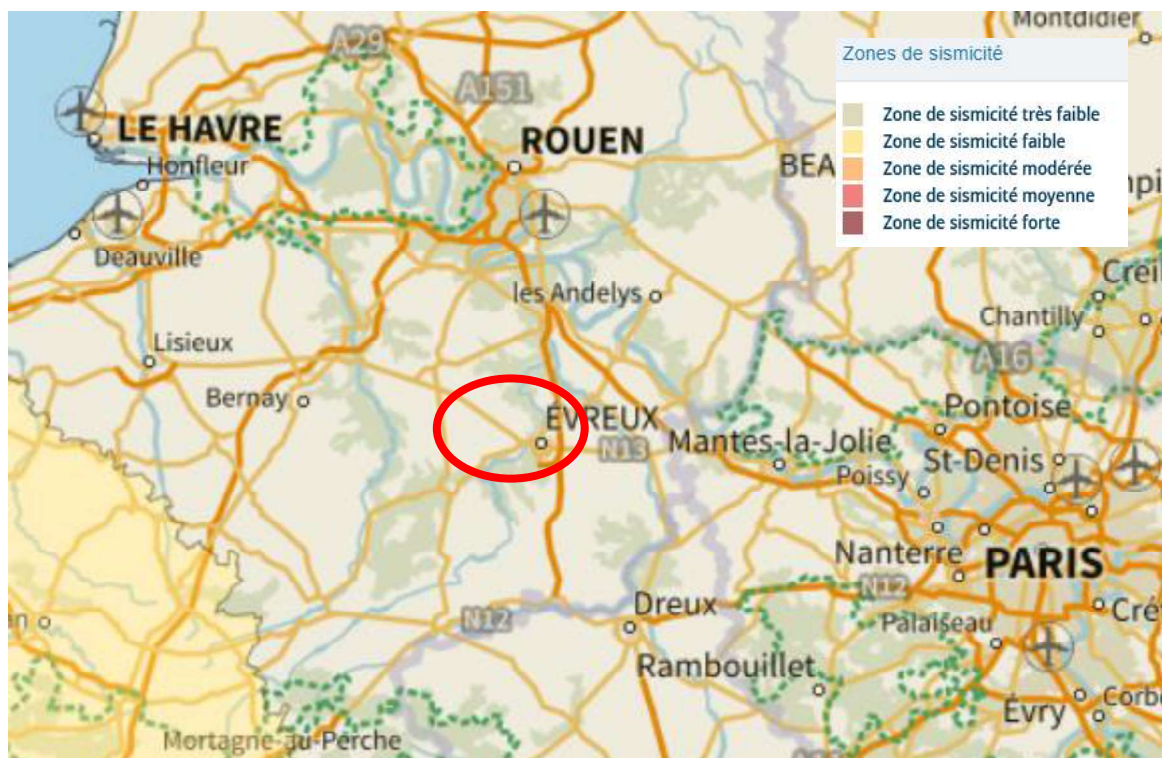 Montdidier
Zones de sismicité
Zone de sismicité très faible
Zone de sismicité faible
Zone de sismicité modérée
Zone de sismicité moyenne
Zone de sismicité forte
A29
A151
LE HAVRE
ROUEN
Honfleur
BEA
Deauville
les Andelys
Creil
Chantilly
Lisieux
A16
Bernay
Pontoise
ÉVREUX
N13
Mantes-la-Jolie
St-Denis
Poissy
Nanterre
PARIS
N12
Dreux
N12
Palaiseau
Cré
Rambouillet
Évry
Corb
Mortagne-au-Perche